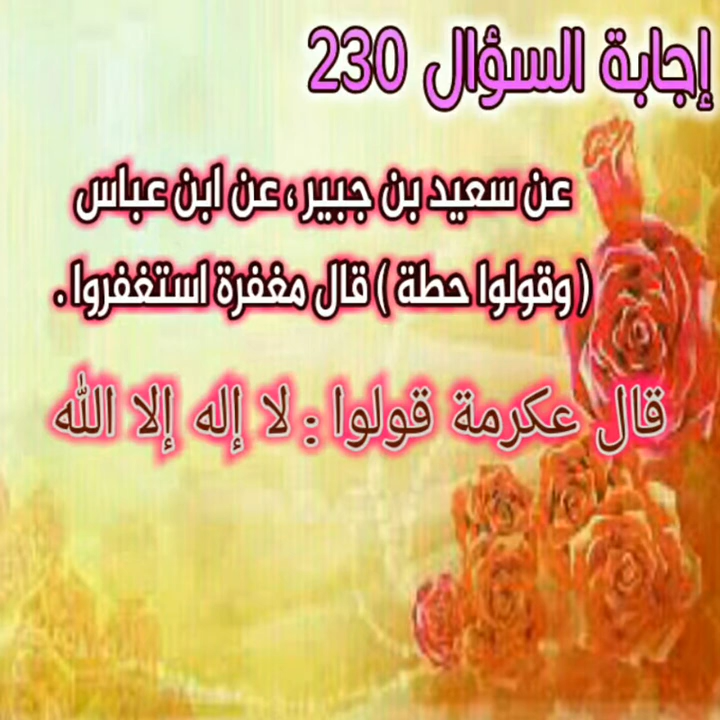 إجابة السؤال 230
عن سعيد بن جبير ، عن ابن عباس
( وقولوا حطة ) قال مغفرة استغفروا .
قال عكرمة قولوا : لا إله إلا الله